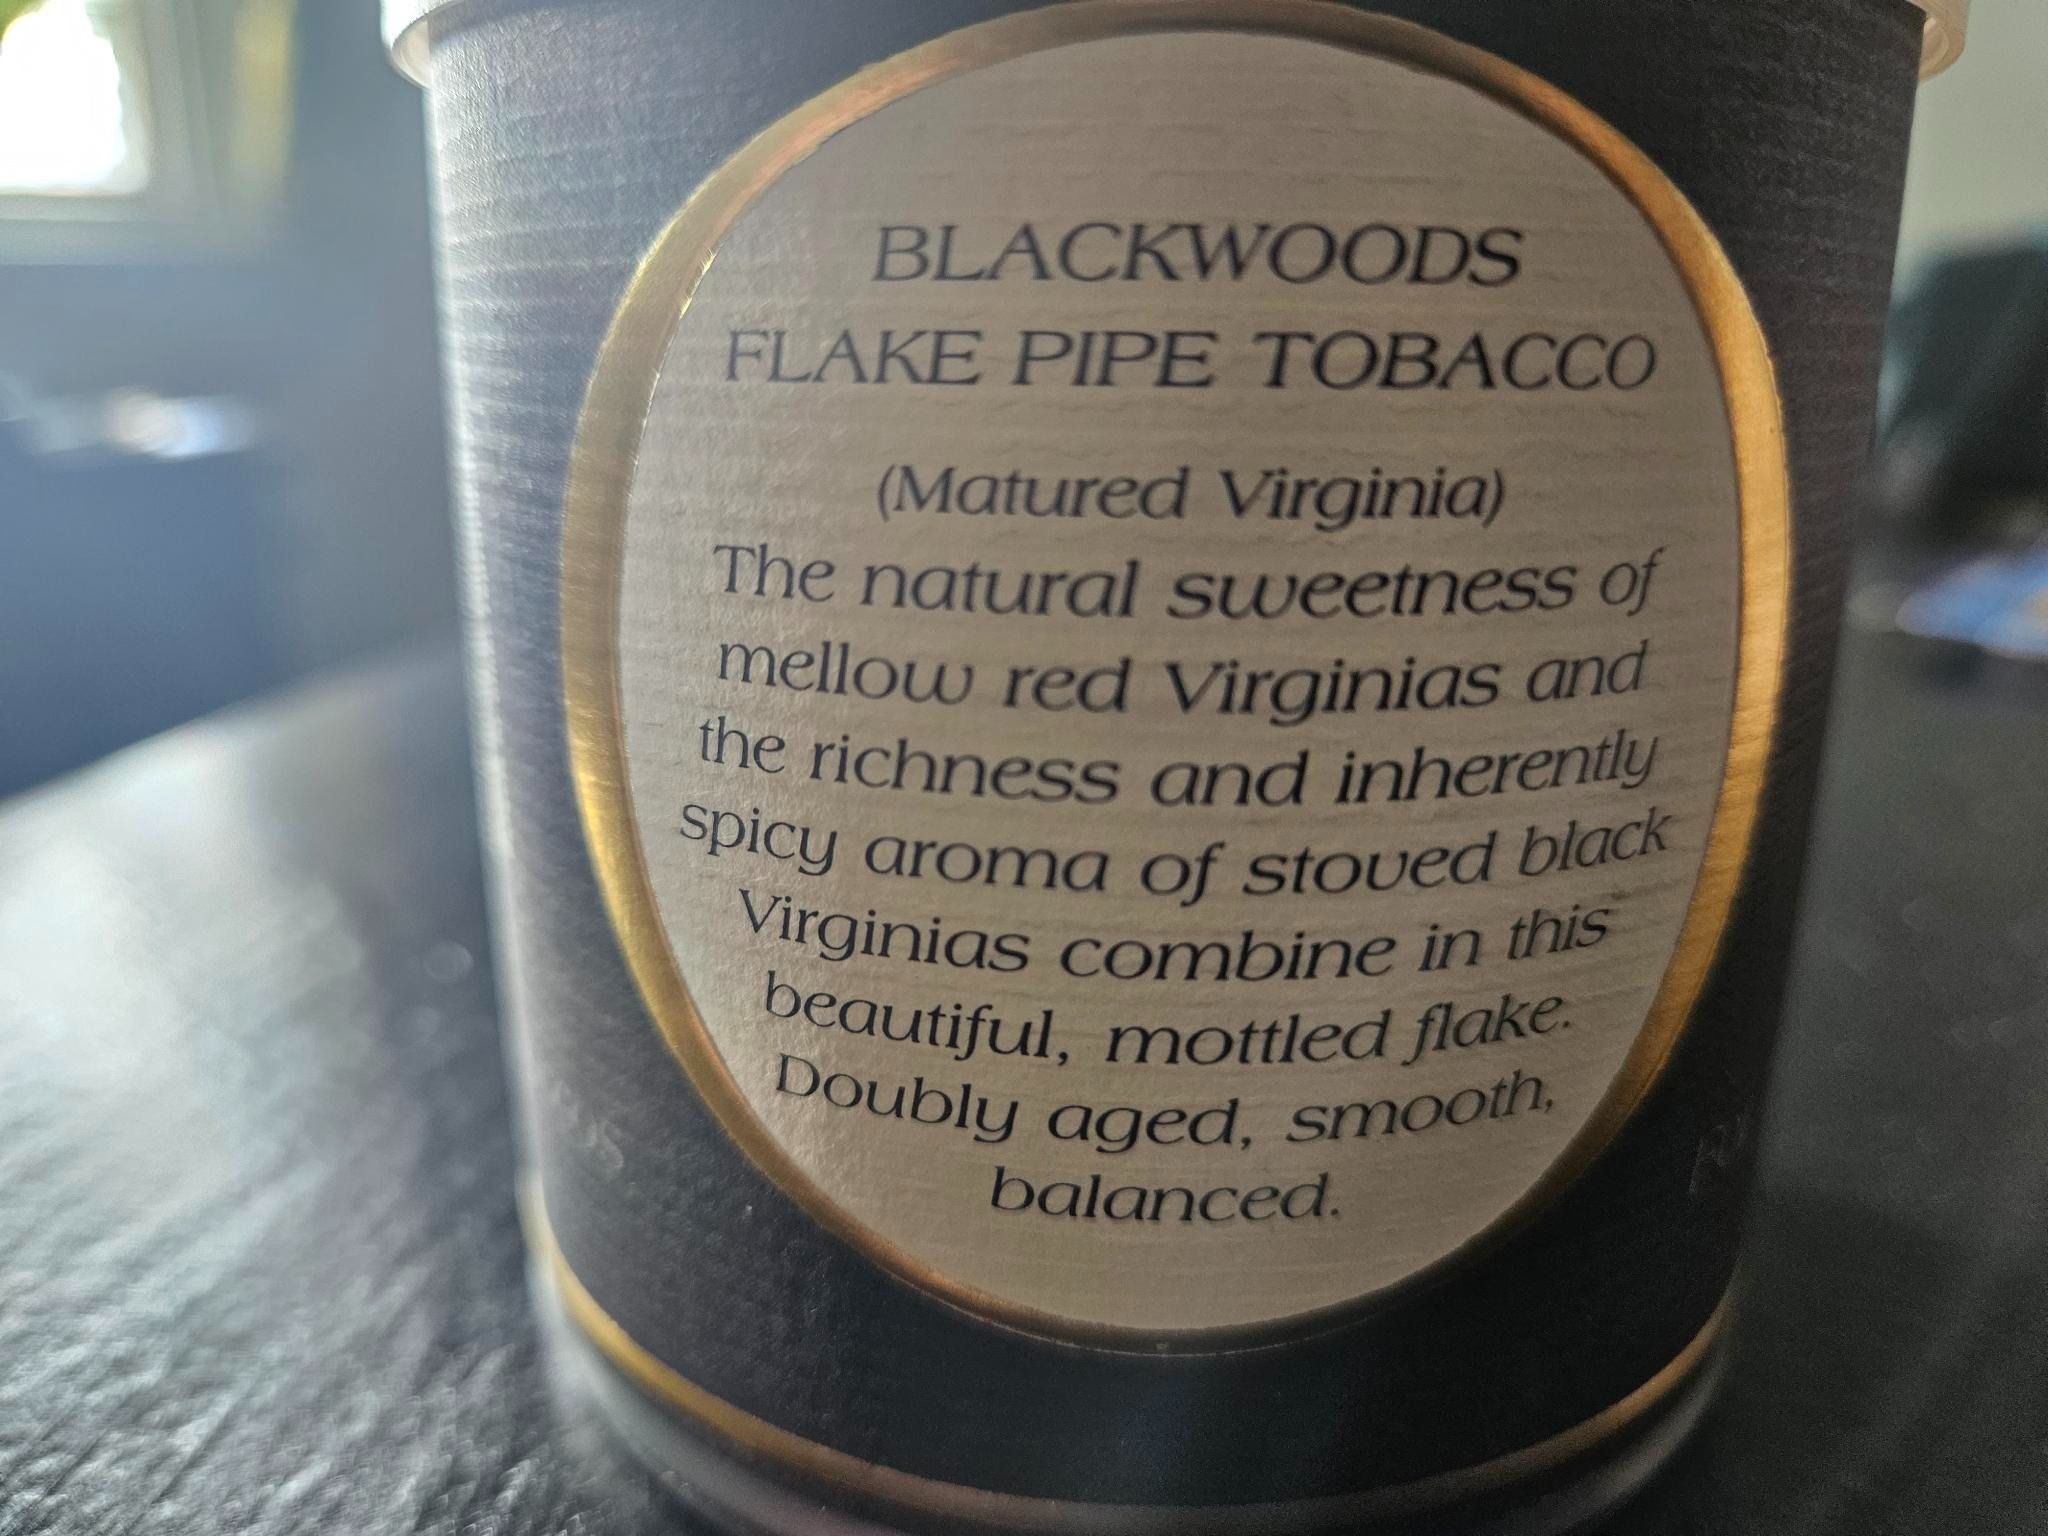 BLACKWOODS
FLAKE PIPE TOBACCO
(Matured Virginia)
The natural sweetness of
mellow red Virginias and
the richness and inherently
spicy aroma of stoved black
Virginias combine in this
beautiful, mottled flake.
Doubly aged, smooth,
balanced.